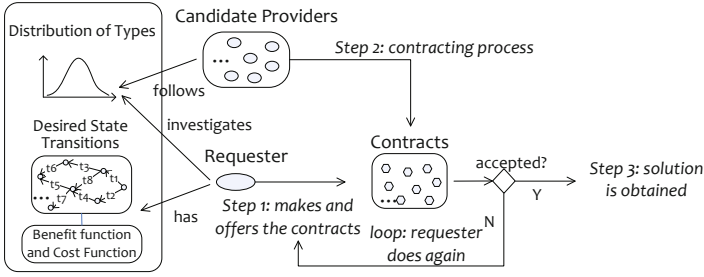 Candidate Providers
Distribution of Types
Step 2: contracting process
...
follows
investigates
Desired State
Transitions
Requester
Contracts
accepted?
t6
t3
t1
t5
t8
t7
t4
t2
...
...
Step 3: solution
is obtained
Y
has
Step 1: makes and
offers the contracts
N
loop: requester
does again
Benefit function
and Cost Function